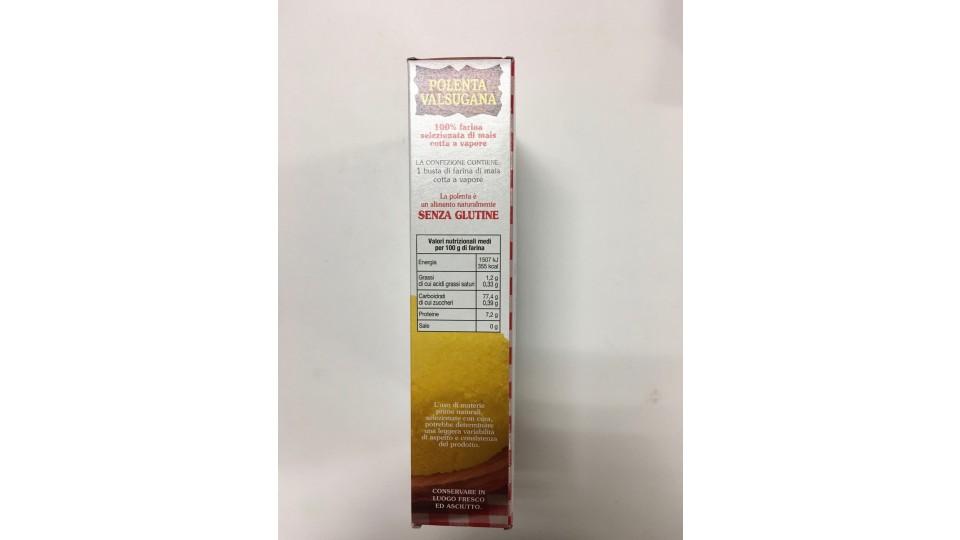 POLENTA
VALSUGANA
100% farina
selezionata di mais
cotta a vapore
LA CONFEZIONE CONTIENE:
1 busta di farina di mais
cotta a vapore
La polenta è
un alimento naturalmente
SENZA GLUTINE
Valori nutrizionali medi
per 100 g di farina
Energia 1507 kJ
355 kcal
Grassi 1,2 g
di cui acidi grassi saturi 0,33 g
Carboidrati 77,4 g
di cui zuccheri 0,39 g
Proteine 7,2 g
Sale 0 g
L'uso di materie
prime naturali,
selezionate con cura,
potrebbe determinare
una leggera variabilità
di aspetto e consistenza
del prodotto.
CONSERVARE IN
LUOGO FRESCO
ED ASCIUTTO.